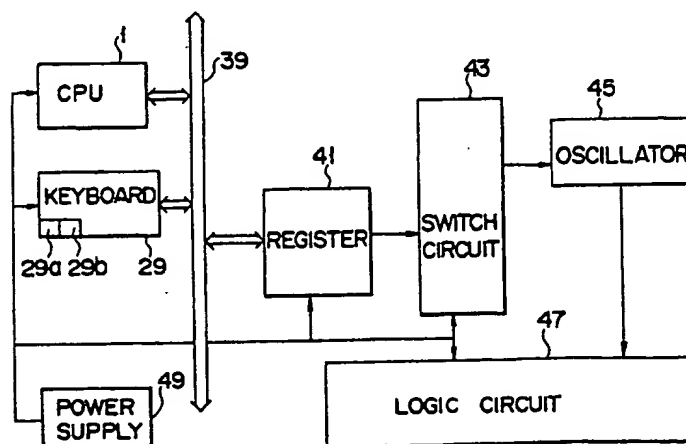 1
39
CPU
43
45
OSCILLATOR
41
KEYBOARD
REGISTER
SWITCH
CIRCUIT
29a
29b
29
47
49
POWER
SUPPLY
LOGIC CIRCUIT